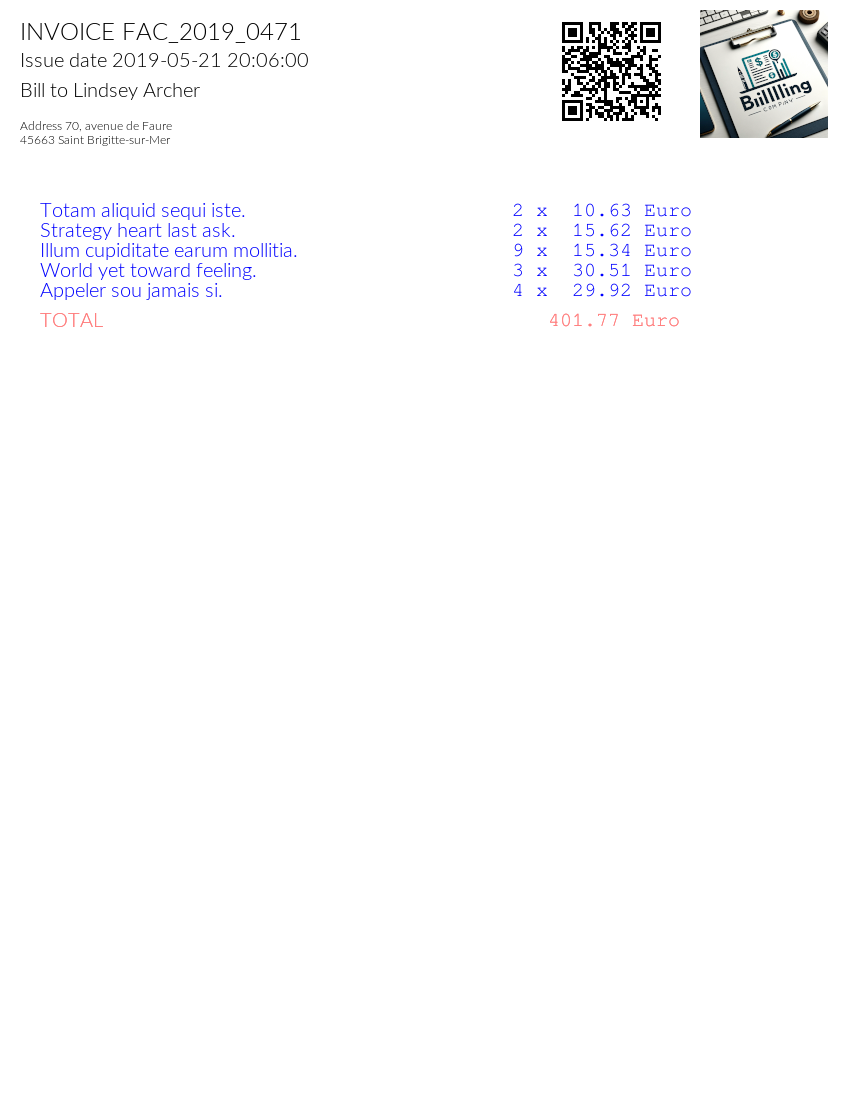 INVOICE FAC_2019_0471
Issue date 2019-05-21 20:06:00
Bill to Lindsey Archer
Address 70, avenue de Faure
45663 Saint Brigitte-sur-Mer
Biilllling
COMPANY
Totam aliquid sequi iste. 2 x 10.63 Euro
Strategy heart last ask. 2 x 15.62 Euro
Illum cupiditate earum mollitia. 9 x 15.34 Euro
World yet toward feeling. 3 x 30.51 Euro
Appeler sou jamais si. 4 x 29.92 Euro
TOTAL 401.77 Euro